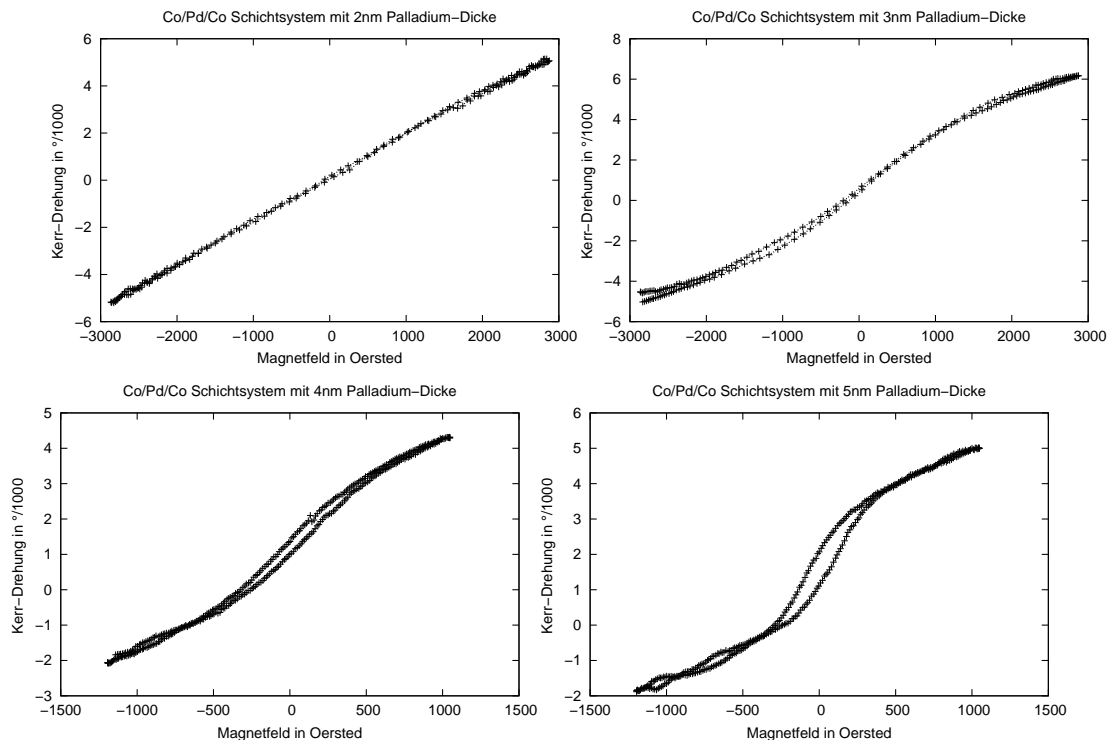 Co/Pd/Co Schichtsystem mit 2nm Palladium−Dicke
6
4
2
0
−2
−4
−6
−3000 −2000 −1000 0 1000 2000 3000
Kerr−Drehung in °/1000
Magnetfeld in Oersted
Co/Pd/Co Schichtsystem mit 3nm Palladium−Dicke
8
6
4
2
0
−2
−4
−6
−3000 −2000 −1000 0 1000 2000 3000
Kerr−Drehung in °/1000
Magnetfeld in Oersted
Co/Pd/Co Schichtsystem mit 4nm Palladium−Dicke
5
4
3
2
1
0
−1
−2
−3
−1500 −1000 −500 0 500 1000 1500
Kerr−Drehung in °/1000
Magnetfeld in Oersted
Co/Pd/Co Schichtsystem mit 5nm Palladium−Dicke
6
5
4
3
2
1
0
−1
−2
−1500 −1000 −500 0 500 1000 1500
Kerr−Drehung in °/1000
Magnetfeld in Oersted